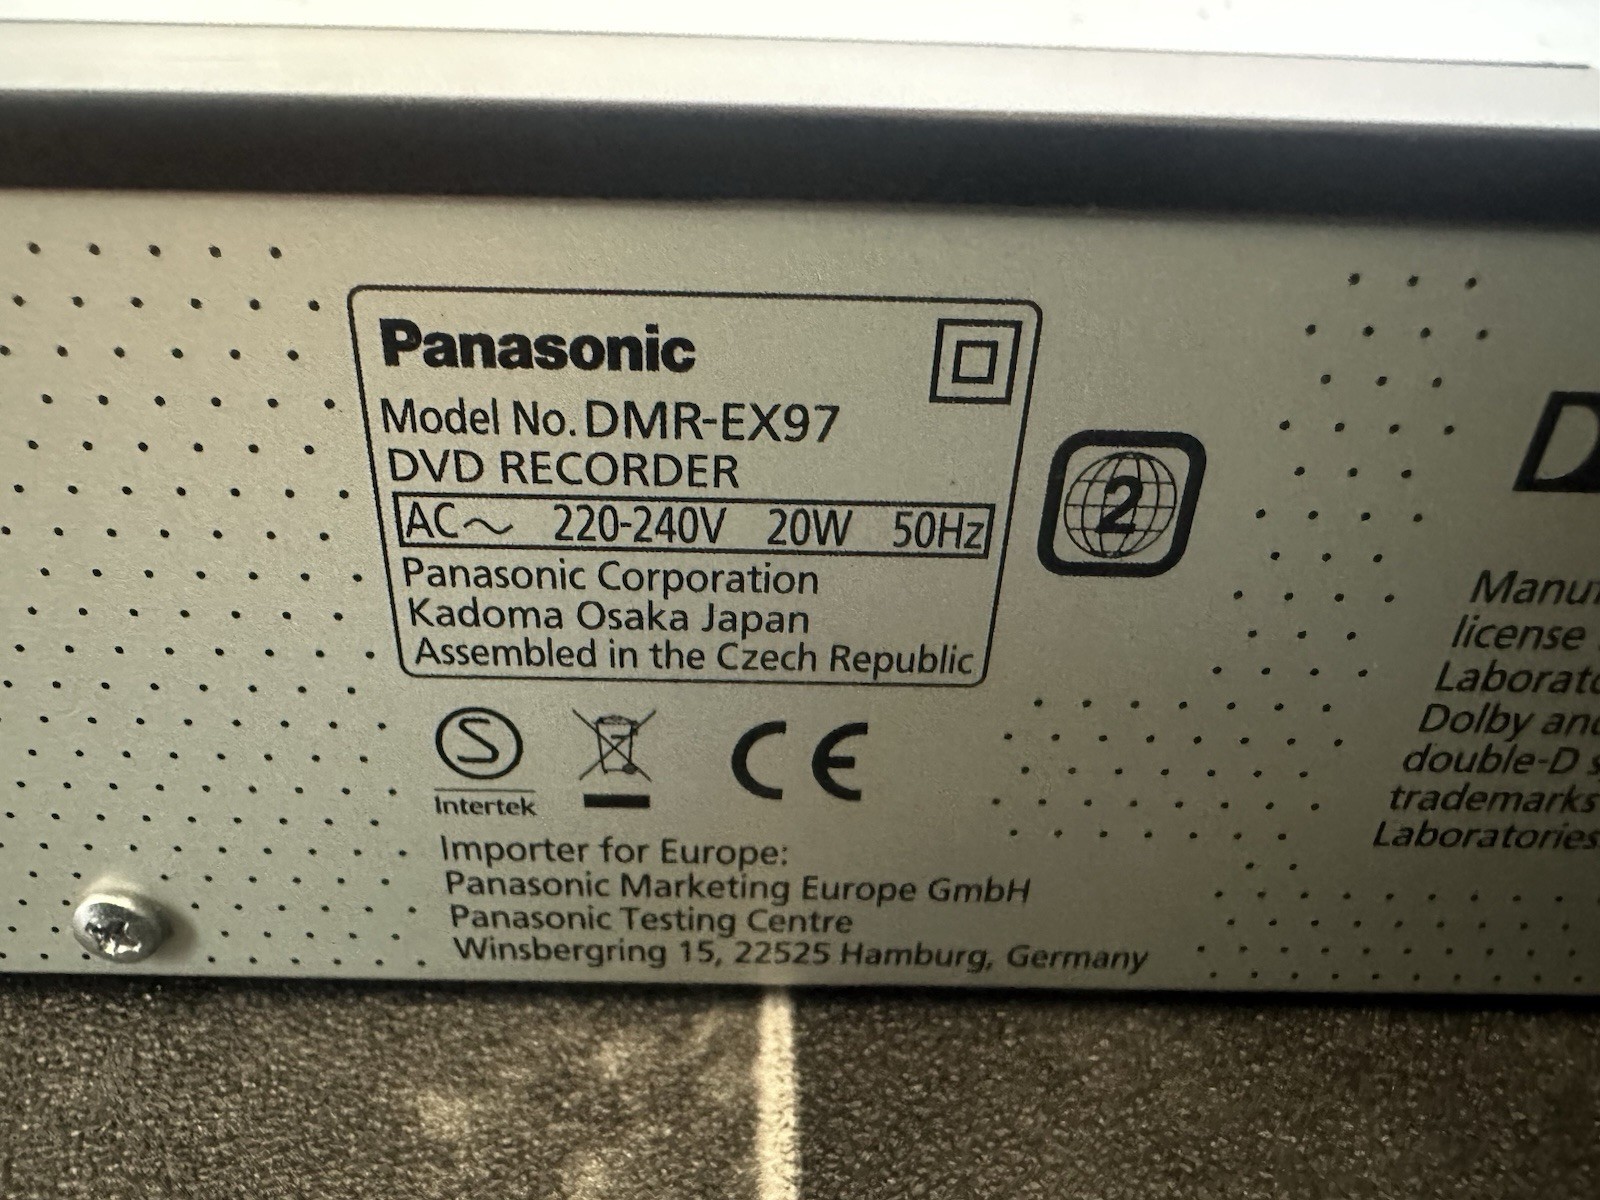 Panasonic
Model No. DMR-EX97
DVD RECORDER
AC～ 220-240V 20W 50Hz
Panasonic Corporation
Kadoma Osaka Japan
Assembled in the Czech Republic
2
S
Intertek
CE
Importer for Europe:
Panasonic Marketing Europe GmbH
Panasonic Testing Centre
Winsbergring 15, 22525 Hamburg, Germany
license
Dolby and
double-D
trademarks
Laboratories